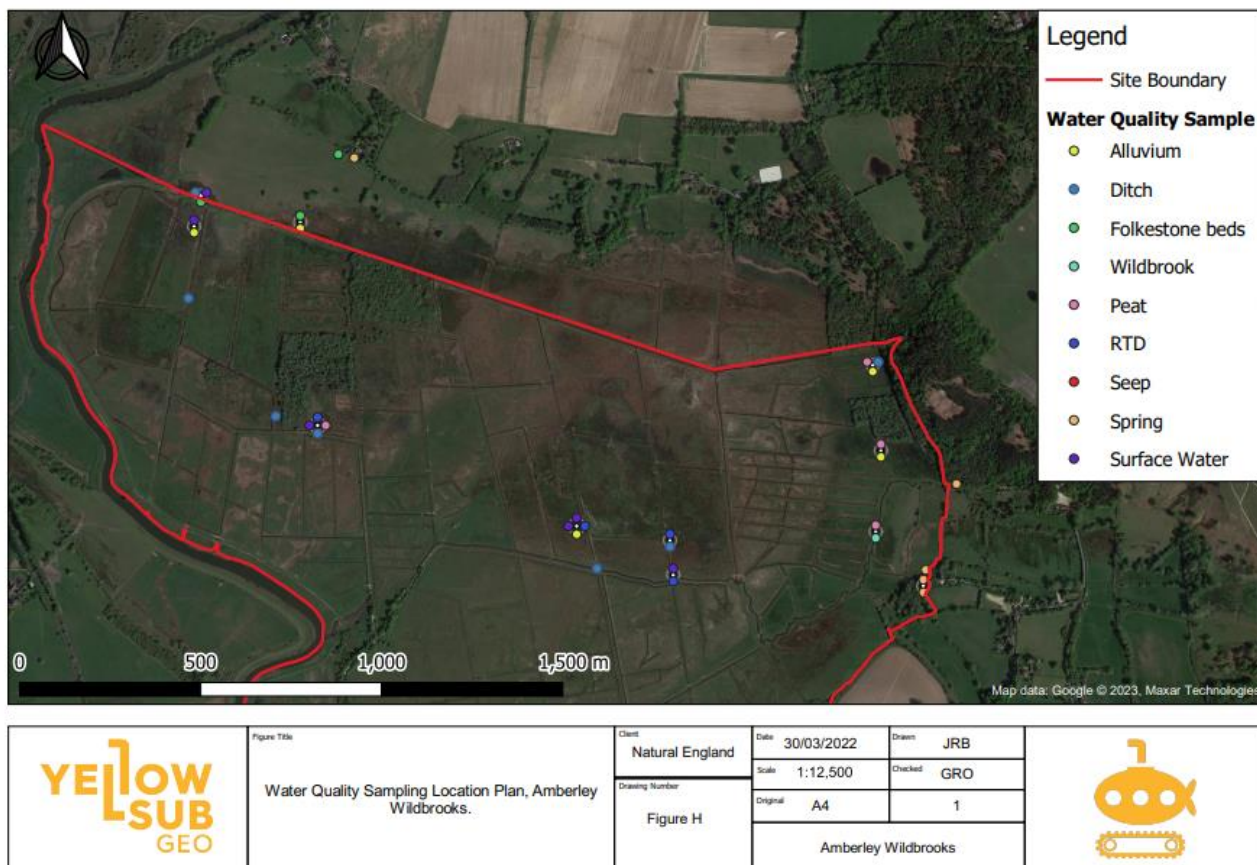 Legend
Site Boundary
Water Quality Sample
Alluvium
Ditch
Folkestone beds
Wildbrook
Peat
RTD
Seep
Spring
Surface Water
0 500 1,000 1,500 m
Map data: Google © 2023, Maxar Technologies
YELLOW
SUB
GEO
Figure Title
Water Quality Sampling Location Plan, Amberley
Wildbrooks.
Client
Natural England
Drawing Number
Figure H
Date 30/03/2022
Drawn JRB
Scale 1:12,500
Checked GRO
Original A4
1
Amberley Wildbrooks